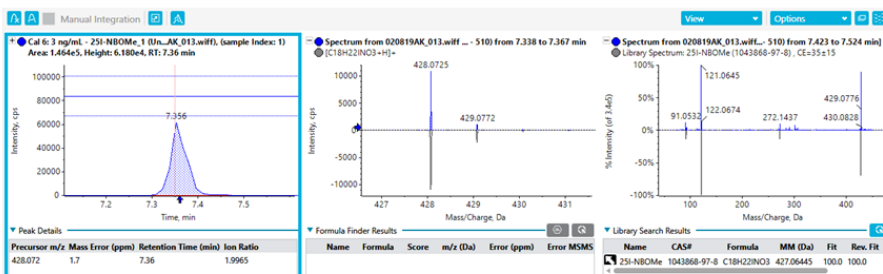 Manual Integration
View
Options
Cal 6: 3 ng/mL - 25I-NBOMe_1 (Un...AK_013.wiff), (sample Index: 1)
Area: 1.464e5, Height: 6.180e4, RT: 7.36 min
100000
80000
60000
40000
20000
0
7.356
7.2
7.3
7.4
7.5
Time, min
Intensity, cps
Peak Details
Precursor m/z Mass Error (ppm) Retention Time (min) Ion Ratio
428.072 1.7 7.36 1.9965
Spectrum from 020819AK_013.wiff ... - 510) from 7.338 to 7.367 min
[C18H22INO3+H]+
428.0725
429.0772
10000
5000
0
-5000
-10000
427
428
429
430
431
Mass/Charge, Da
Intensity, cps
Formula Finder Results
Name Formula Score m/z (Da) Error (ppm) Error MSMS
Spectrum from 020819AK_013.wiff...- 510) from 7.423 to 7.524 min]
Library Spectrum: 25I-NBOMe (1043868-97-8) , CE=35±15
100%
50%
0%
-50%
-100%
121.0645
122.0674
91.0532
272.1437
429.0776
430.0828
100
200
300
400
Mass/Charge, Da
% Intensity (of 3.4e5)
Library Search Results
Name CAS# Formula MM (Da) Fit Rev. Fit
25I-NBOMe 1043868-97-8 C18H22INO3 427.06445 100.0 100.0